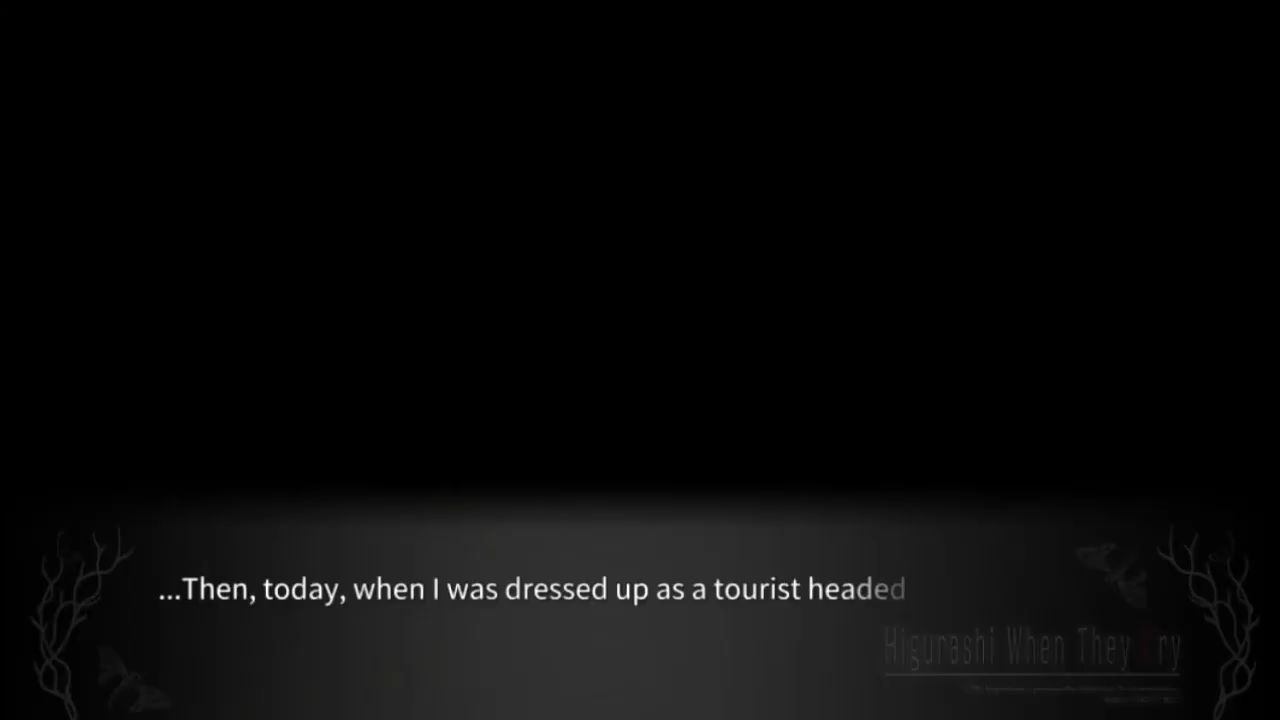 ...Then, today, when I was dressed up as a tourist headed
Higurashi When They Cry